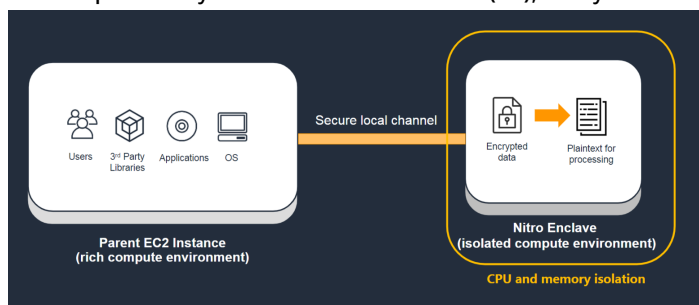 Users
3rd Party
Libraries
Applications
OS
Parent EC2 Instance
(rich compute environment)
Secure local channel
Encrypted
data
Plaintext for
processing
Nitro Enclave
(isolated compute environment)
CPU and memory isolation